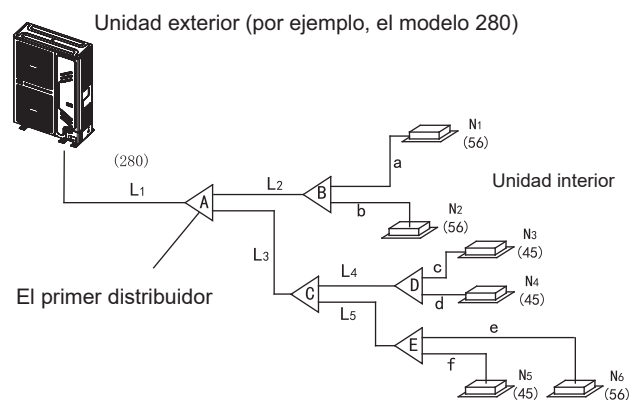 Unidad exterior (por ejemplo, el modelo 280)
(280)
L1
A
El primer distribuidor
L2
B
a
N1
(56)
b
N2
(56)
Unidad interior
L3
C
L4
D
c
N3
(45)
d
N4
(45)
L5
E
e
f
N5
(45)
N6
(56)